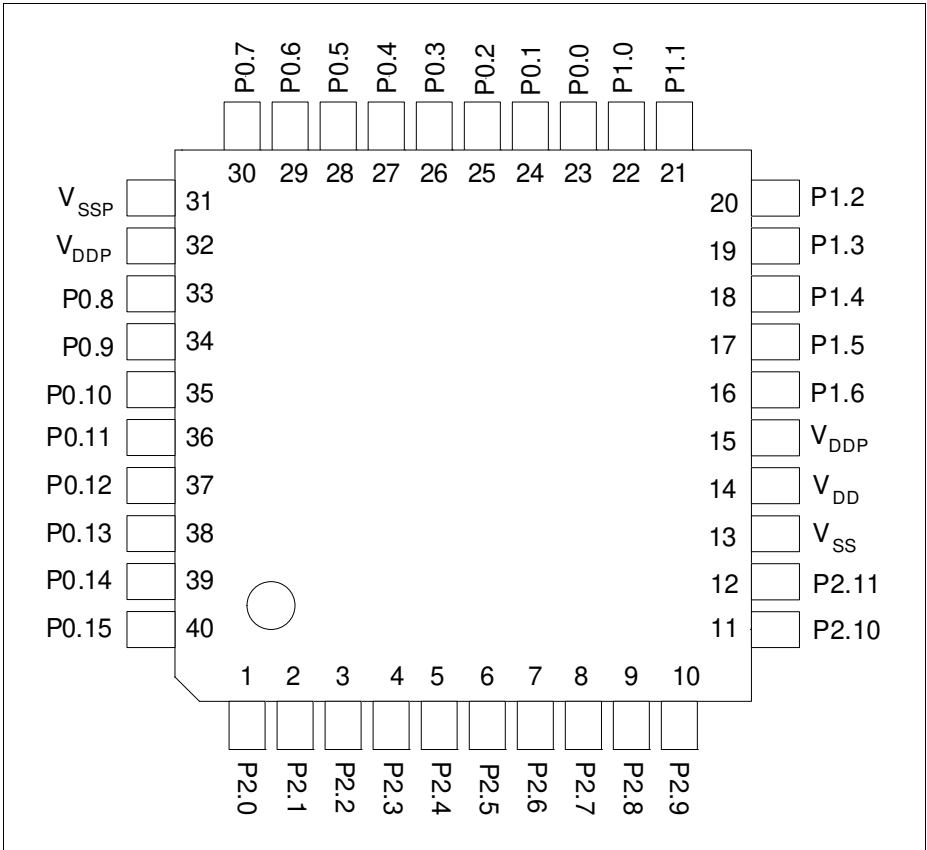 P0.7 P0.6 P0.5 P0.4 P0.3 P0.2 P0.1 P0.0 P1.0 P1.1
30 29 28 27 26 25 24 23 22 21
VSSP 31 20 P1.2
VDDP 32 19 P1.3
P0.8 33 18 P1.4
P0.9 34 17 P1.5
P0.10 35 16 P1.6
P0.11 36 15 VDDP
P0.12 37 14 VDD
P0.13 38 13 VSS
P0.14 39 12 P2.11
P0.15 40 11 P2.10
1 2 3 4 5 6 7 8 9 10
P2.0 P2.1 P2.2 P2.3 P2.4 P2.5 P2.6 P2.7 P2.8 P2.9